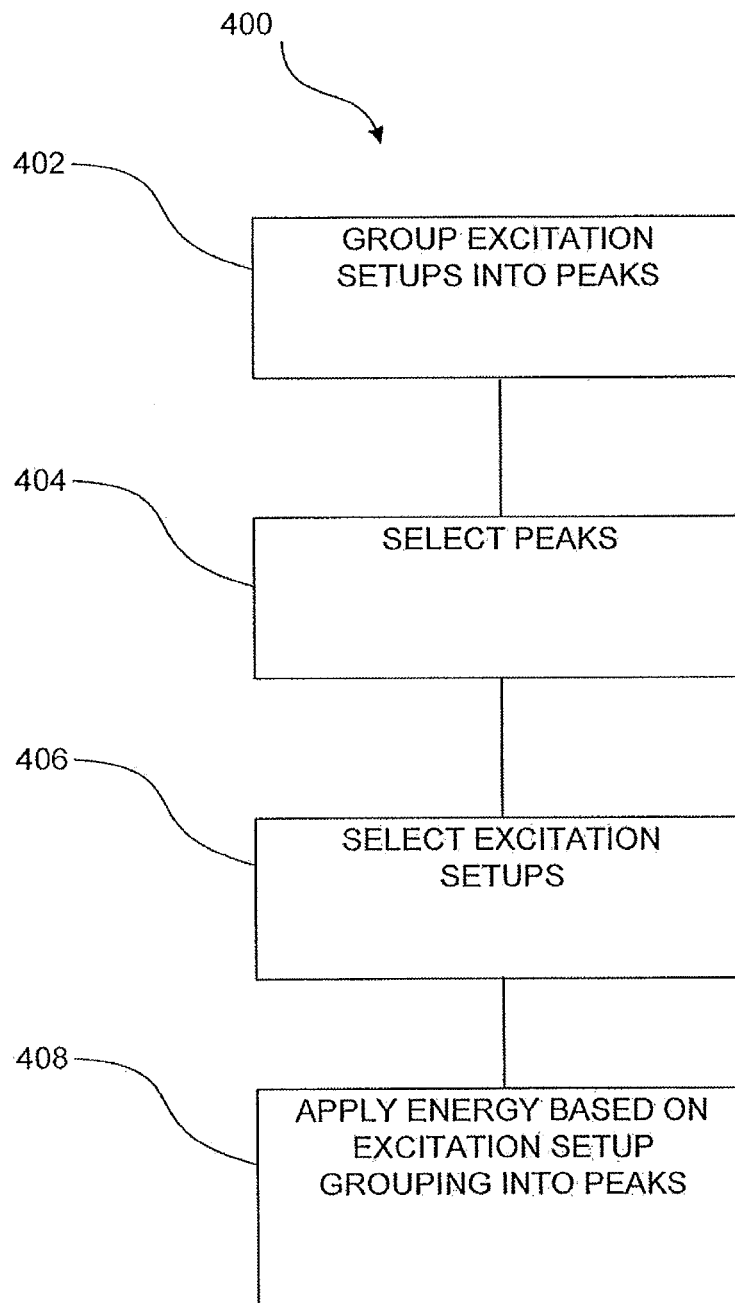 400
402
GROUP EXCITATION
SETUPS INTO PEAKS
404
SELECT PEAKS
406
SELECT EXCITATION
SETUPS
408
APPLY ENERGY BASED ON
EXCITATION SETUP
GROUPING INTO PEAKS